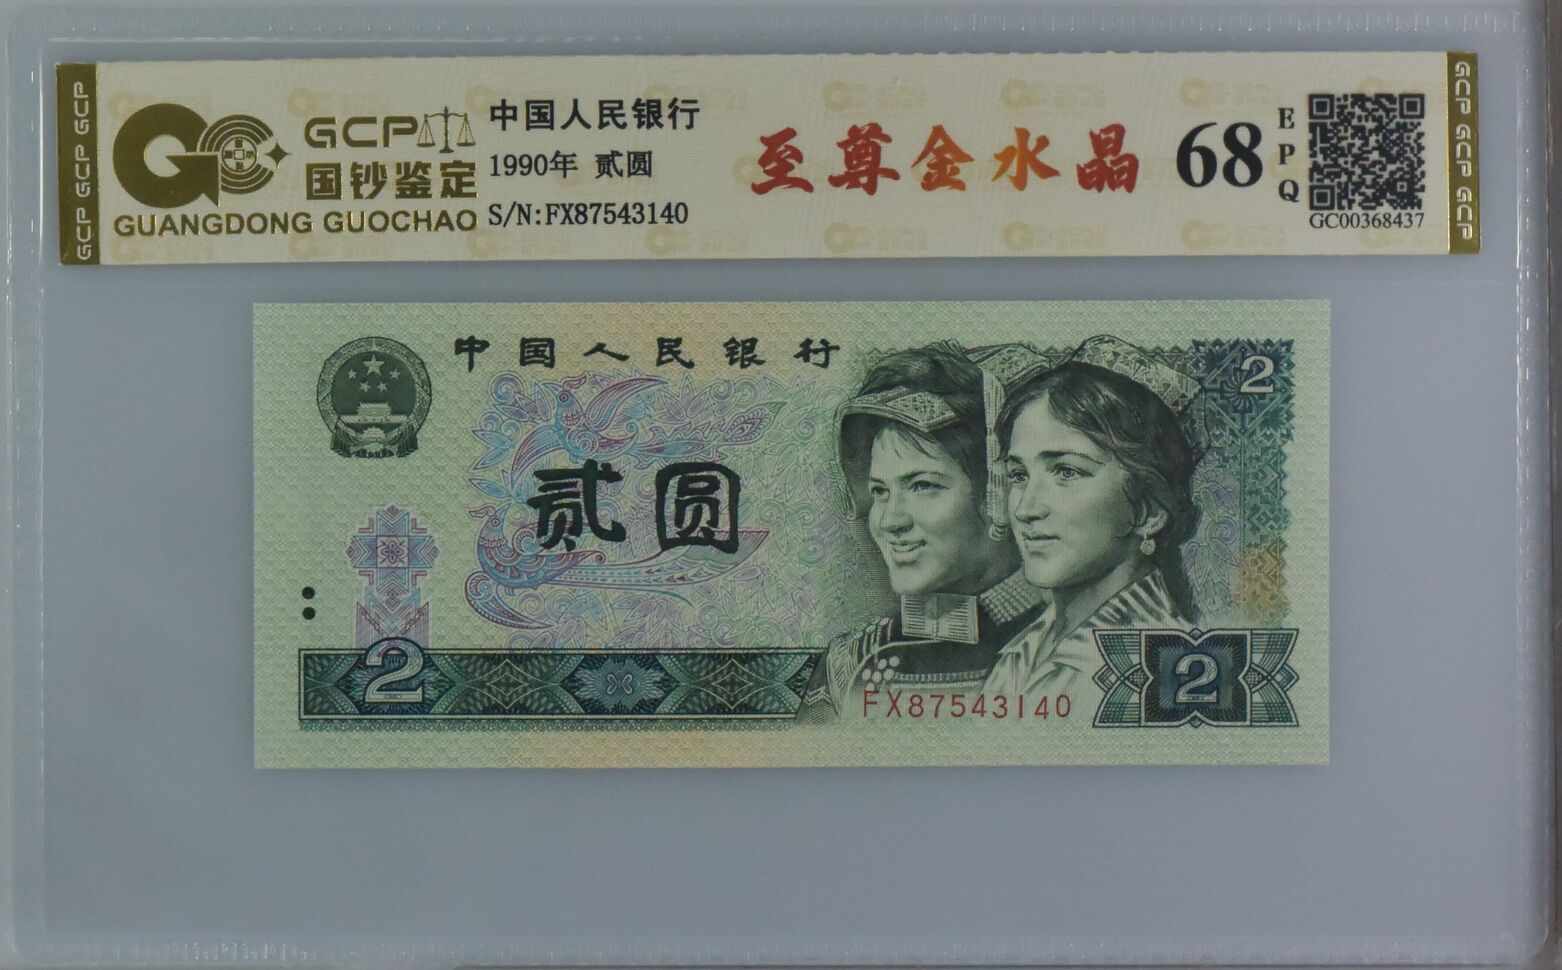 GCP GCP GCP
GCP
国钞鉴定
GUANGDONG GUOCHAO
中国人民银行
1990年 贰圆
S/N:FX87543140
至尊金水晶
68
EPQ
GC00368437
GCP GCP GCP
中国人民银行
2
贰圆
2
2
FX87543140